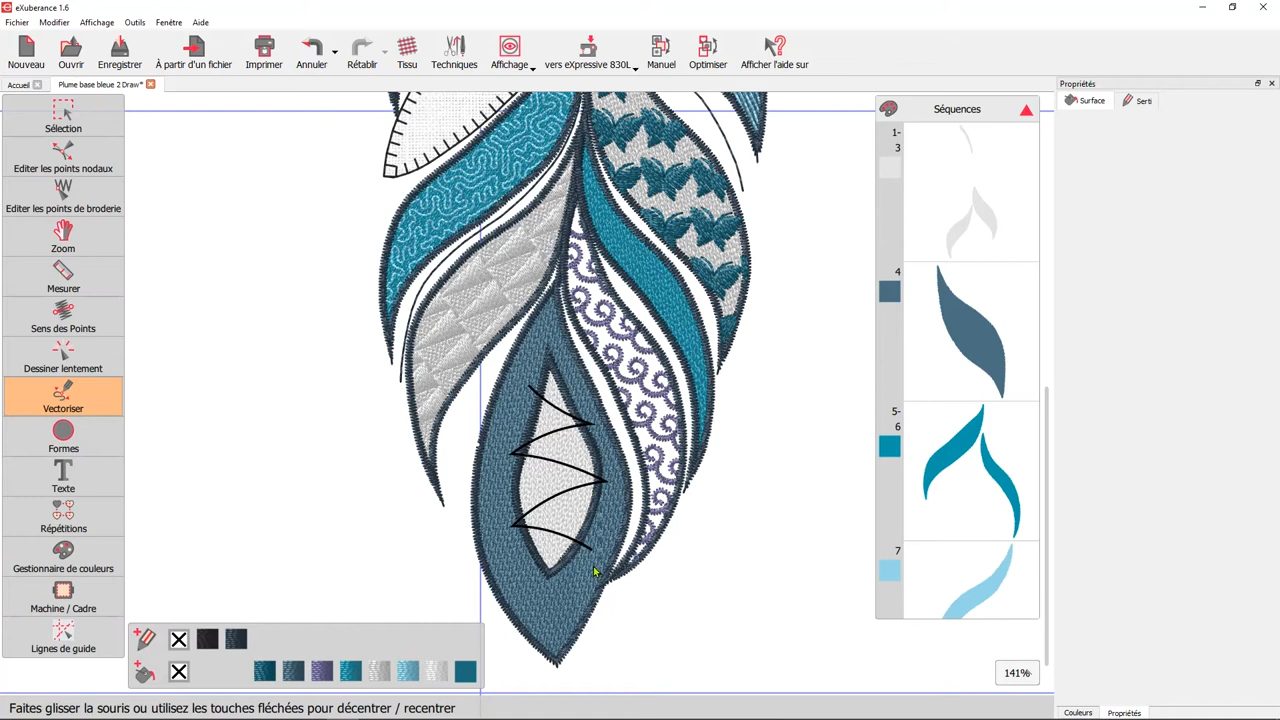 eXuberance 1.6
Fichier Modifier Affichage Outils Fenêtre Aide
Nouveau Ouvrir Enregistrer À partir d'un fichier Imprimer Annuler Rétablir Tissu Techniques Affichage vers eXpressive 830L Manuel Optimiser Afficher l'aide sur
Accueil Plume base bleue 2 Draw*
Propriétés
Surface Serti
Sélection
Editer les points nodaux
Editer les points de broderie
Zoom
Mesurer
Sens des Points
Dessiner lentement
Vectoriser
Formes
Texte
Répétitions
Gestionnaire de couleurs
Machine / Cadre
Lignes de guide
Séquences
1-
3
4
5-
6
7
141%
Faites glisser la souris ou utilisez les touches fléchées pour décentrer / recentrer
Couleurs Propriétés